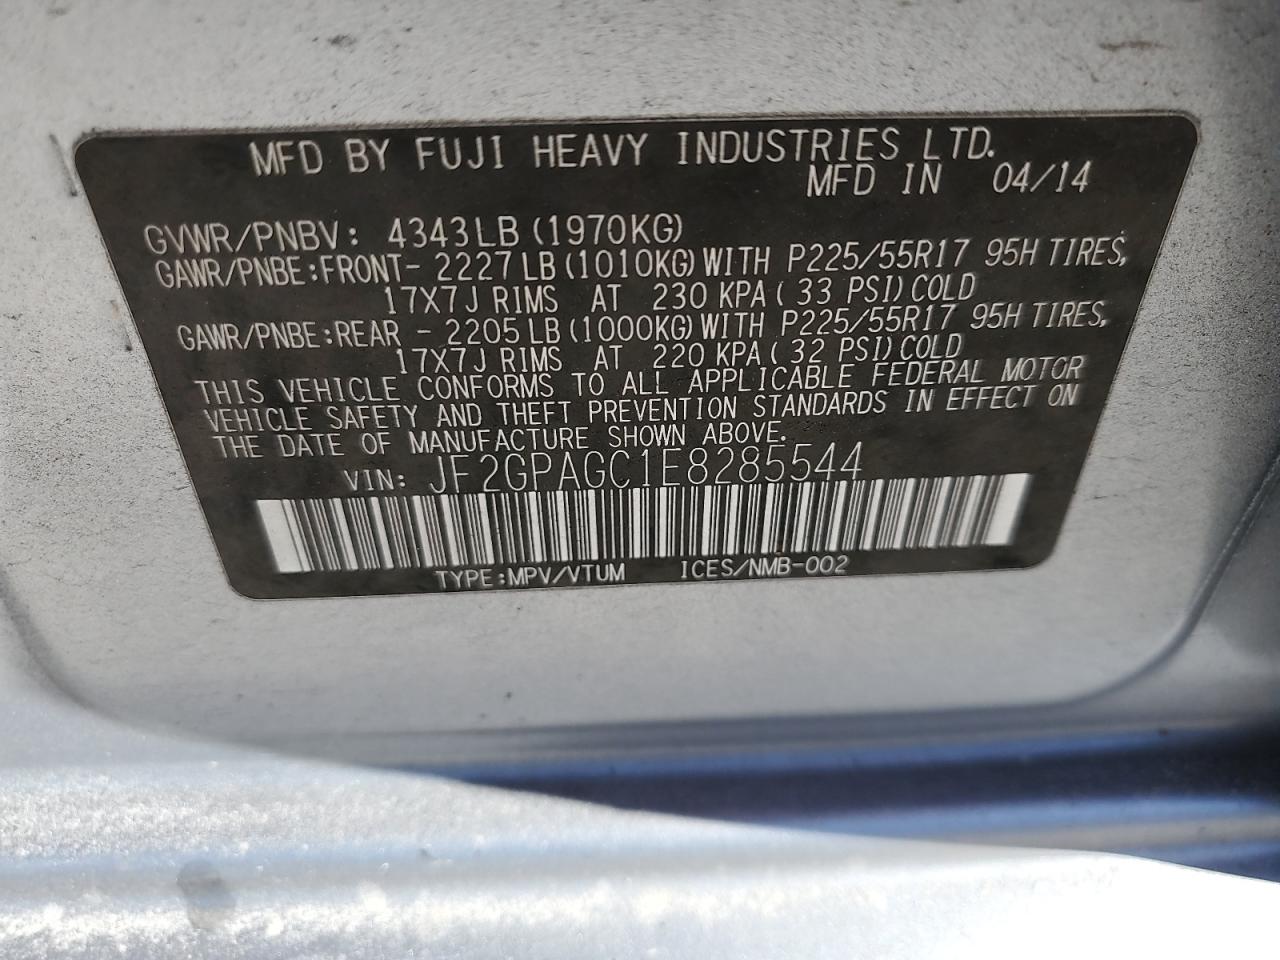 MFD BY FUJI HEAVY INDUSTRIES LTD.
MFD IN 04/14
GVWR/PNBV: 4343LB (1970KG)
GAWR/PNBE:FRONT- 2227LB (1010KG) WITH P225/55R17 95H TIRES,
17X7J RIMS AT 230 KPA ( 33 PSI) COLD
GAWR/PNBE:REAR - 2205LB (1000KG) WITH P225/55R17 95H TIRES,
17X7J RIMS AT 220 KPA ( 32 PSI) COLD
THIS VEHICLE CONFORMS TO ALL APPLICABLE FEDERAL MOTOR
VEHICLE SAFETY AND THEFT PREVENTION STANDARDS IN EFFECT ON
THE DATE OF MANUFACTURE SHOWN ABOVE.
VIN: JF2GPAGC1E8285544
TYPE:MPV/VTUM ICES/NMB-002